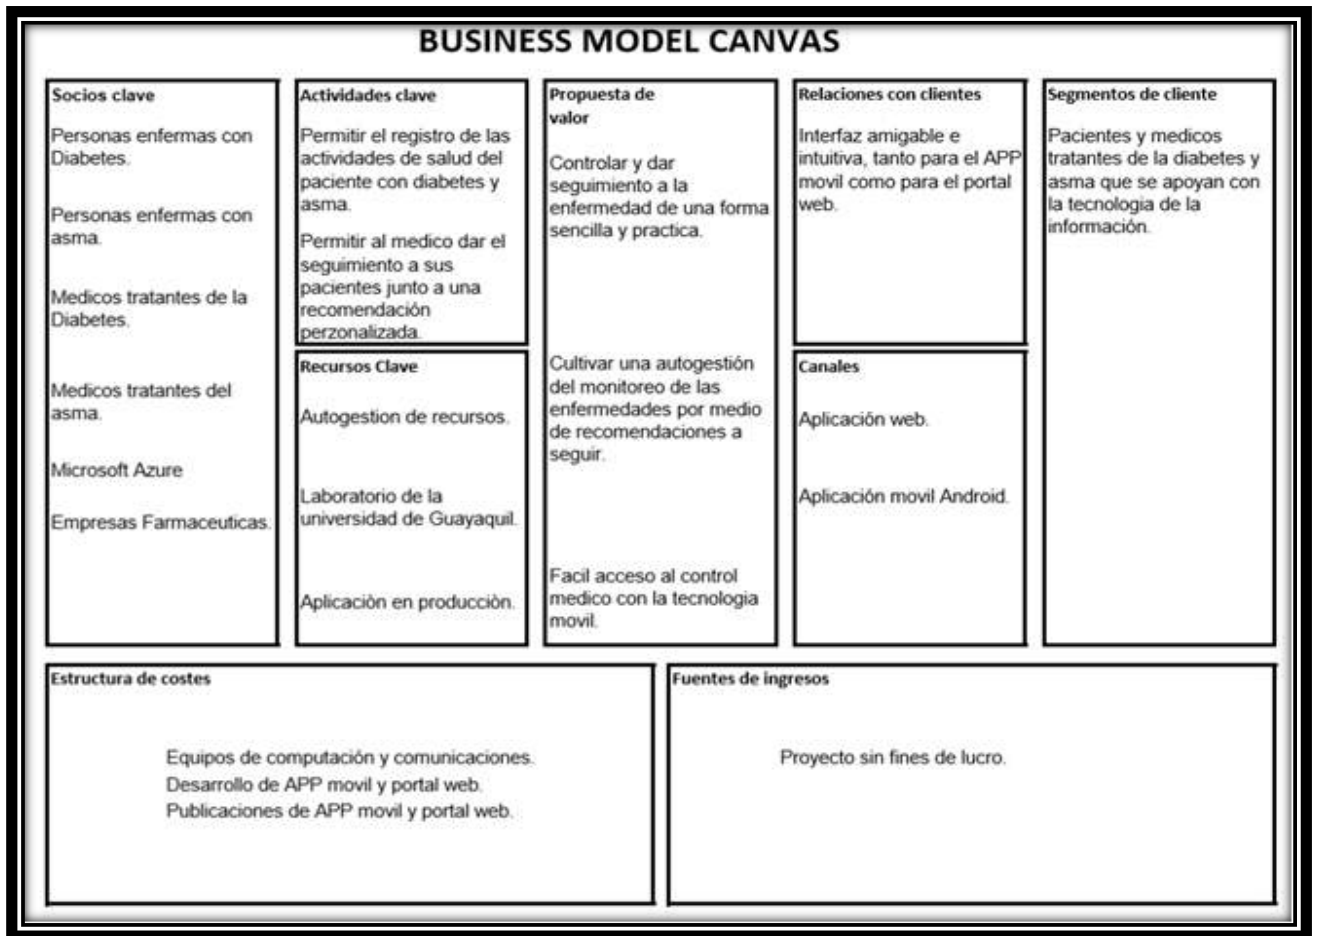 BUSINESS MODEL CANVAS
Socios clave
Personas enfermas con
Diabetes.
Personas enfermas con
asma.
Medicos tratantes de la
Diabetes.
Medicos tratantes del
asma.
Microsoft Azure
Empresas Farmaceuticas.
Actividades clave
Permitir el registro de las
actividades de salud del
paciente con diabetes y
asma.
Permitir al medico dar el
seguimiento a sus
pacientes junto a una
recomendación
perzonalizada.
Recursos Clave
Autogestion de recursos.
Laboratorio de la
universidad de Guayaquil.
Aplicaciòn en producciòn.
Propuesta de
valor
Controlar y dar
seguimiento a la
enfermedad de una forma
sencilla y practica.
Cultivar una autogestión
del monitoreo de las
enfermedades por medio
de recomendaciones a
seguir.
Facil acceso al control
medico con la tecnologia
movil.
Relaciones con clientes
Interfaz amigable e
intuitiva, tanto para el APP
movil como para el portal
web.
Canales
Aplicación web.
Aplicación movil Android.
Segmentos de cliente
Pacientes y medicos
tratantes de la diabetes y
asma que se apoyan con
la tecnologia de la
información.
Estructura de costes
Equipos de computación y comunicaciones.
Desarrollo de APP movil y portal web.
Publicaciones de APP movil y portal web.
Fuentes de ingresos
Proyecto sin fines de lucro.